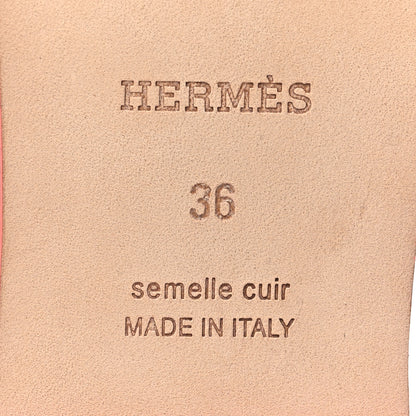 HERMÈS
36
semelle cuir
MADE IN ITALY